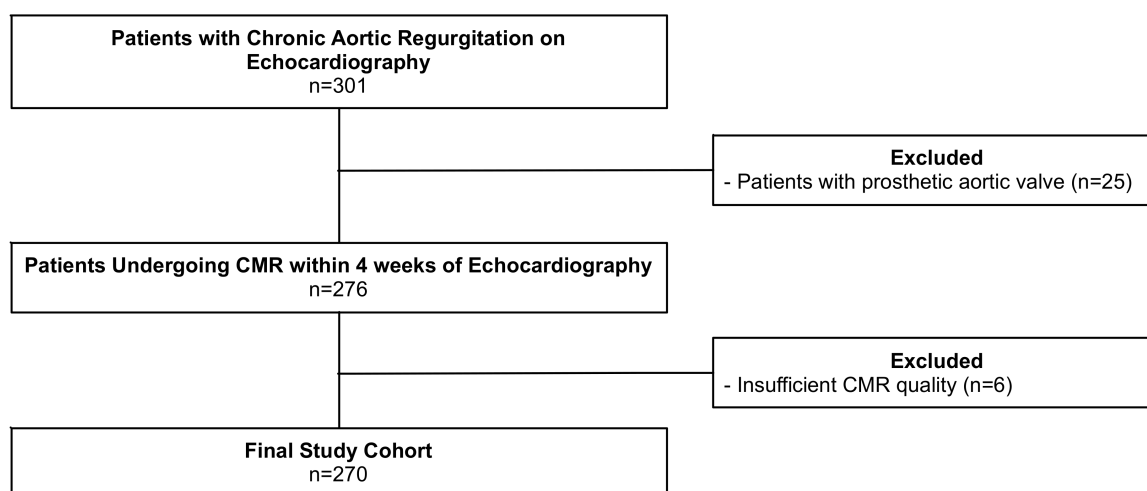 Patients with Chronic Aortic Regurgitation on
Echocardiography
n=301
Excluded
- Patients with prosthetic aortic valve (n=25)
Patients Undergoing CMR within 4 weeks of Echocardiography
n=276
Excluded
- Insufficient CMR quality (n=6)
Final Study Cohort
n=270